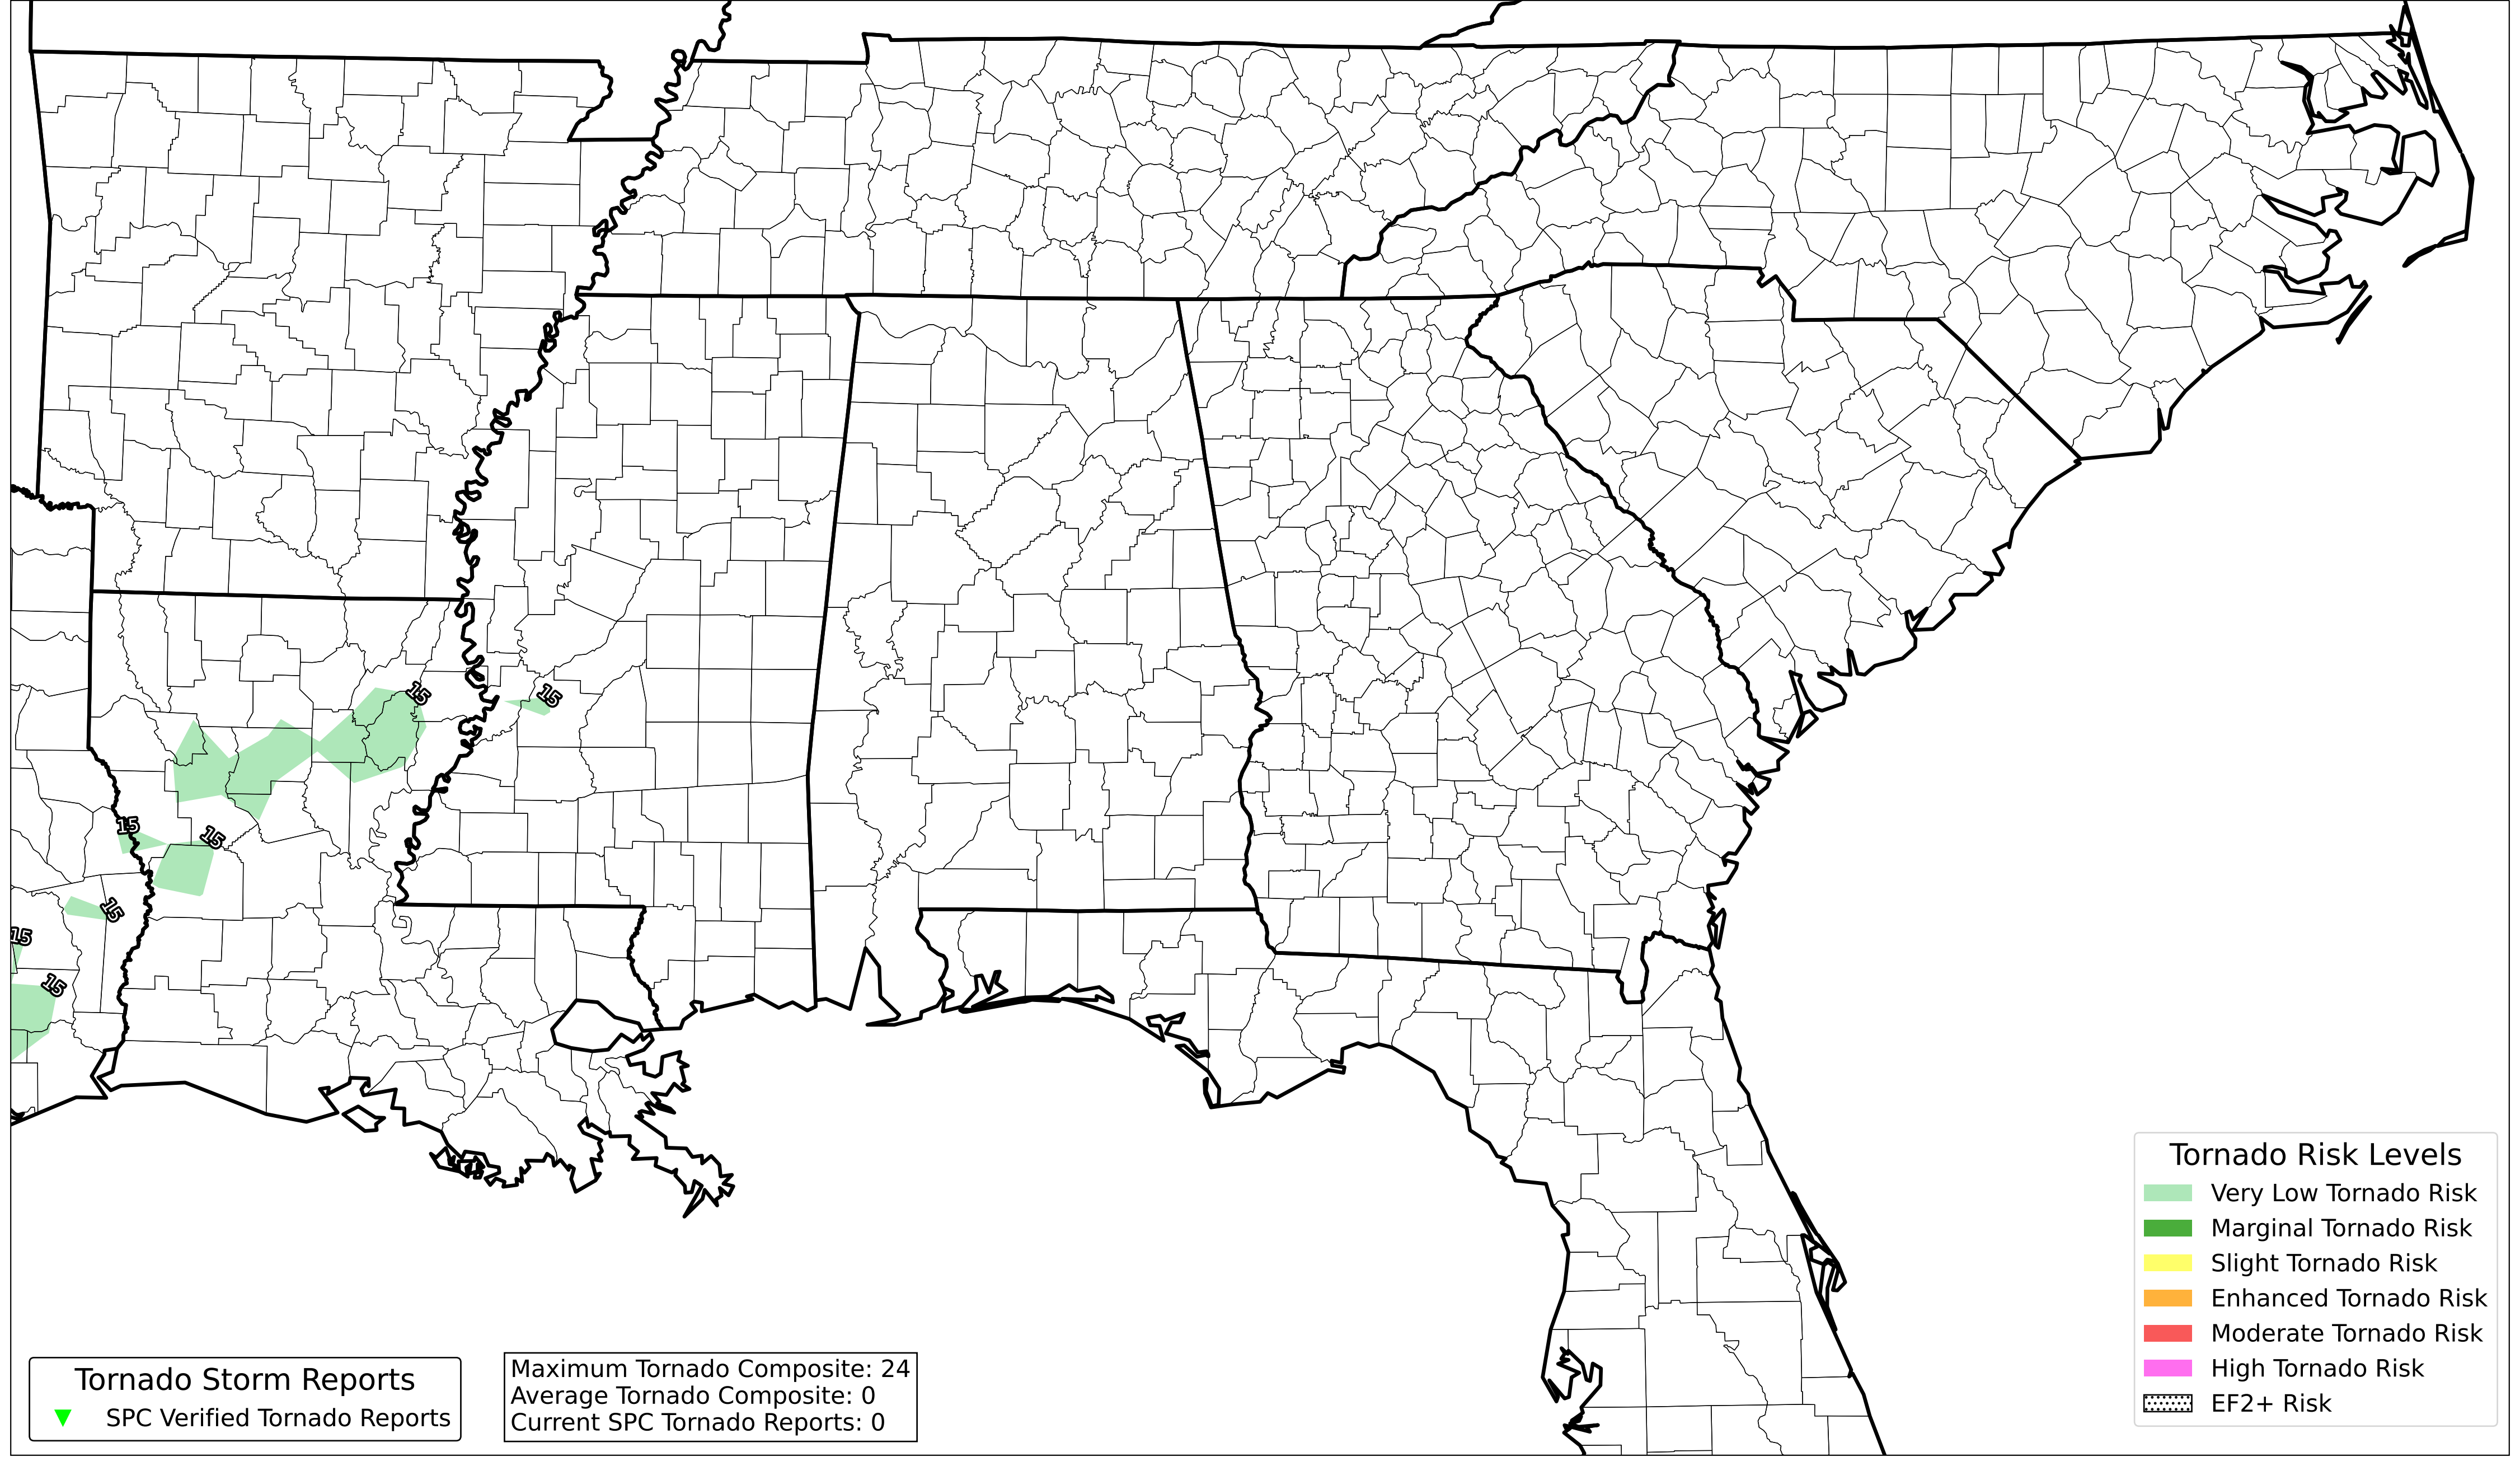 15
15
15
15
15
15
15
Tornado Risk Levels
Very Low Tornado Risk
Marginal Tornado Risk
Slight Tornado Risk
Enhanced Tornado Risk
Moderate Tornado Risk
High Tornado Risk
EF2+ Risk
Tornado Storm Reports
SPC Verified Tornado Reports
Maximum Tornado Composite: 24
Average Tornado Composite: 0
Current SPC Tornado Reports: 0